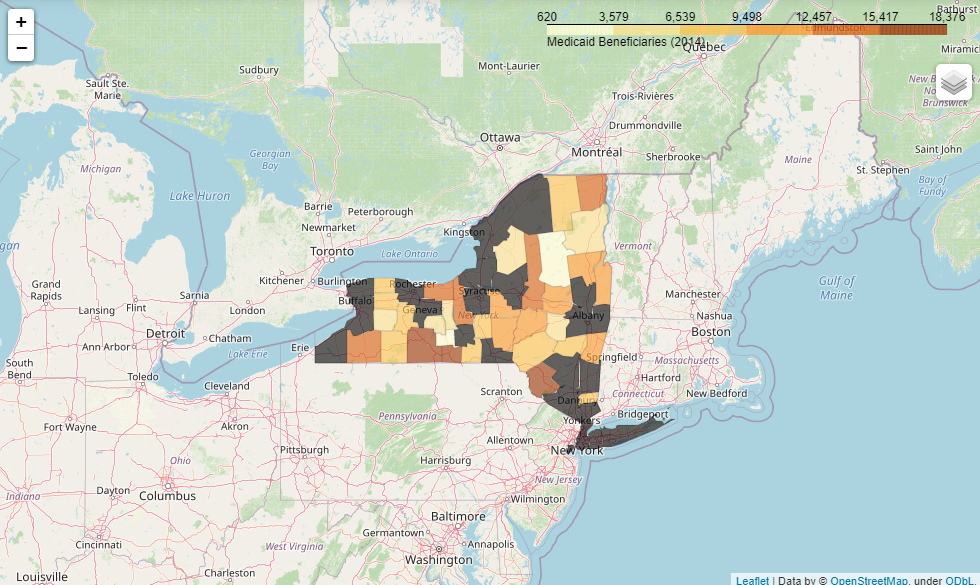 +
−
620 3,579 6,539 9,498 12,457 15,417 18,376
Medicaid Beneficiaries (2014)
Bathurst
Edmundston
Québec
Miramic
Mont-Laurier
Sudbury
Sault Ste.
Marie
Trois-Rivières
New B
No
Brunswick
Drummondville
Ottawa
Montréal
Sherbrooke
Maine
Saint John
St. Stephen
Bay of
Fundy
Georgian
Bay
Michigan
Lake Huron
Barrie
Peterborough
Newmarket
Kingston
Lake Ontario
Vermont
gan
Toronto
Kitchener
Burlington
Rochester
Syracuse
Gulf of
Maine
Grand
Rapids
Sarnia
Buffalo
Geneva
New York
Albany
Manchester
Nashua
Lansing
Flint
London
Boston
Detroit
Chatham
Ann Arbor
Lake Erie
Erie
Springfield
Massachusetts
South
Bend
Toledo
Cleveland
Scranton
Hartford
Connecticut
New Bedford
Danbury
Bridgeport
Yonkers
Fort Wayne
Akron
Pennsylvania
Allentown
New York
Pittsburgh
Harrisburg
Ohio
New Jersey
Indiana
Dayton
Columbus
Wilmington
Baltimore
Germantown
Annapolis
Cincinnati
West Virginia
Washington
Louisville
Charleston
Leaflet | Data by © OpenStreetMap, under ODbL.